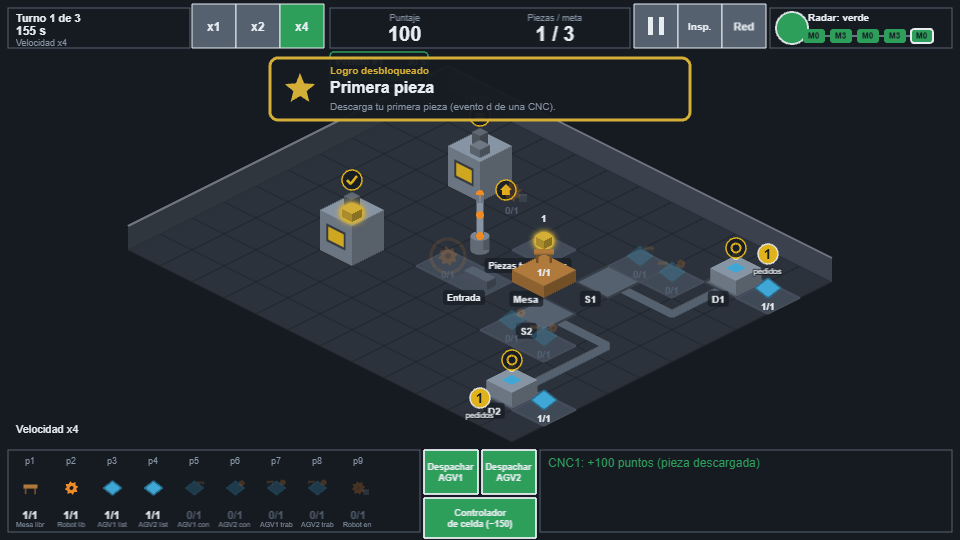 Turno 1 de 3
155 s
Velocidad x4
x1
x2
x4
Puntaje
100
Piezas / meta
1 / 3
Insp.
Red
Radar: verde
M0
M3
M0
M3
M0
Logro desbloqueado
Primera pieza
Descarga tu primera pieza (evento d de una CNC).
0/1
1
0/1
Piezas
1/1
Entrada
Mesa
S1
0/1
0/1
D1
1
pedidos
1/1
S2
0/1
0/1
1
pedidos
D2
1/1
Velocidad x4
p1
p2
p3
p4
p5
p6
p7
p8
p9
1/1
1/1
1/1
1/1
0/1
0/1
0/1
0/1
0/1
Mesa libr
Robot lib
AGV1 list
AGV2 list
AGV1 con
AGV2 con
AGV1 trab
AGV2 trab
Robot en
Despachar
AGV1
Despachar
AGV2
Controlador
de celda (−150)
CNC1: +100 puntos (pieza descargada)